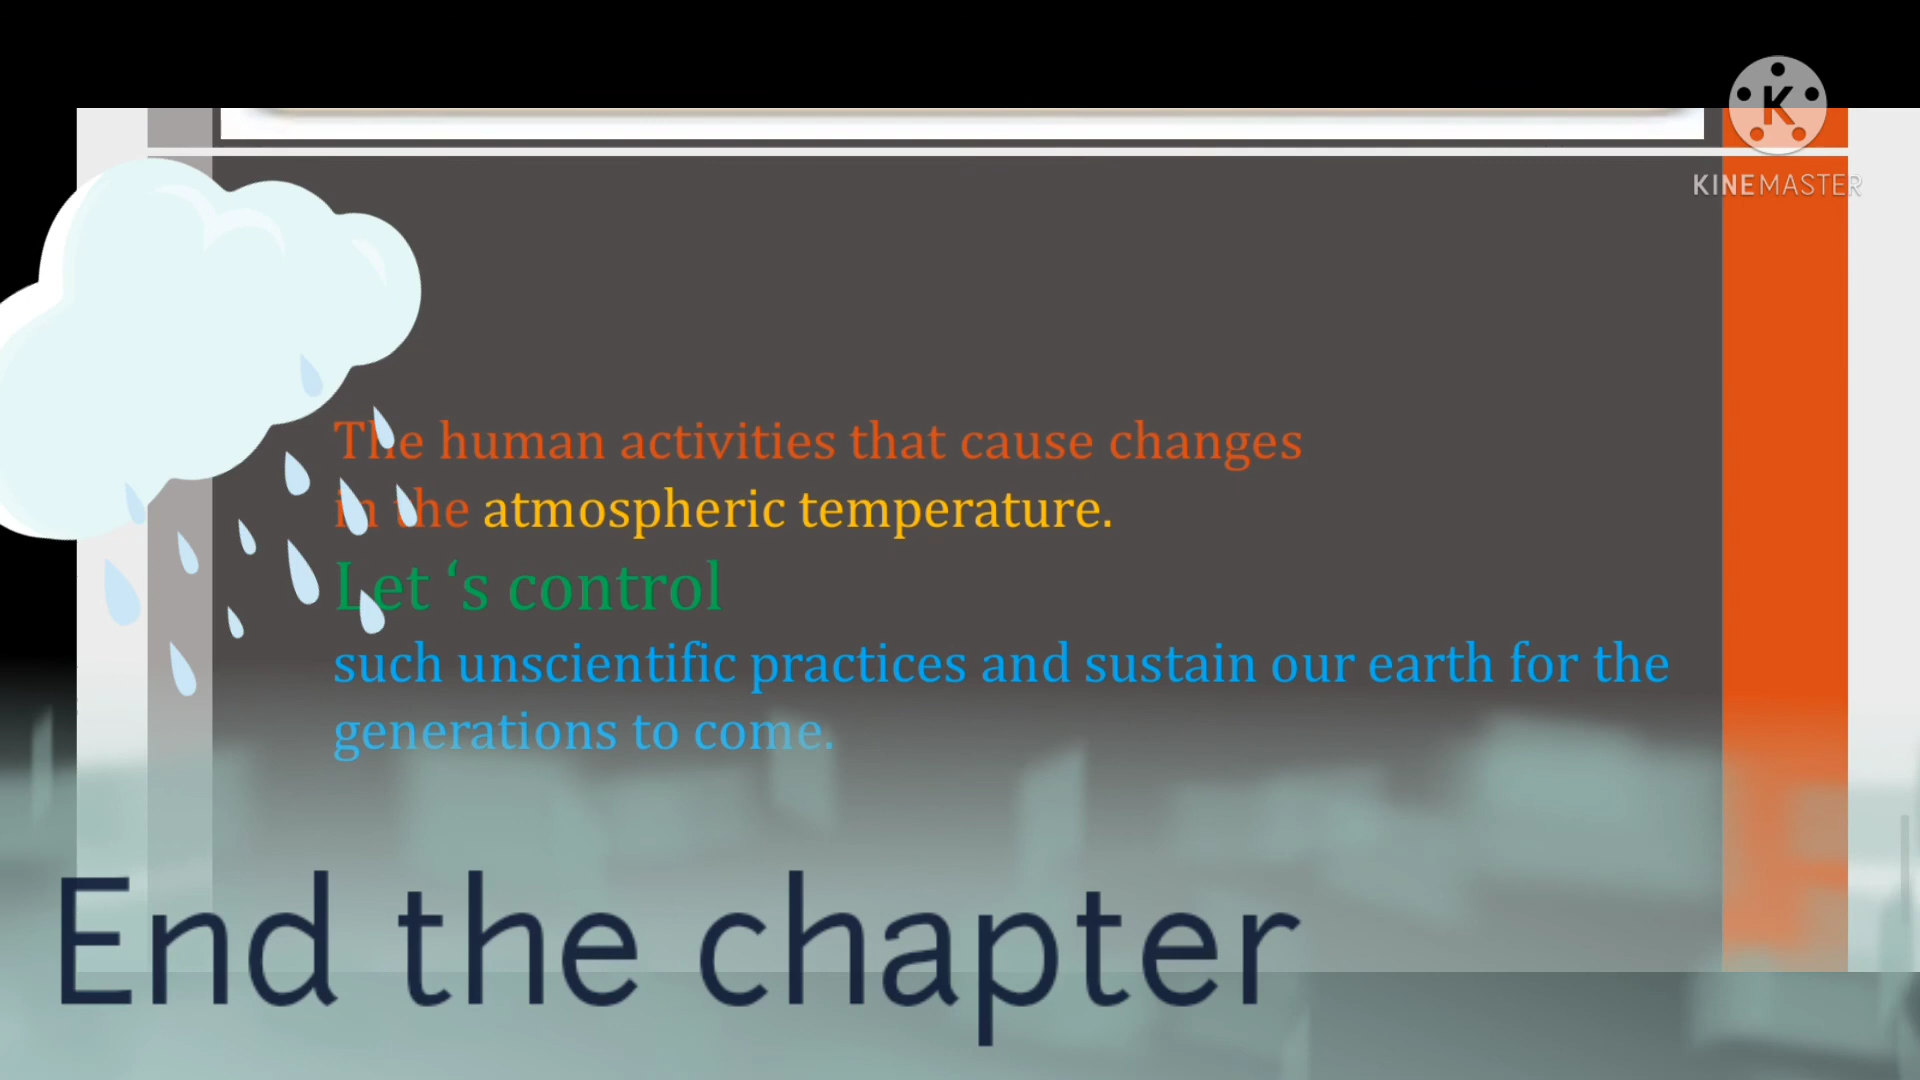 K
KINEMASTER
The human activities that cause changes
in the atmospheric temperature.
Let ‘s control
such unscientific practices and sustain our earth for the
generations to come.
End the chapter